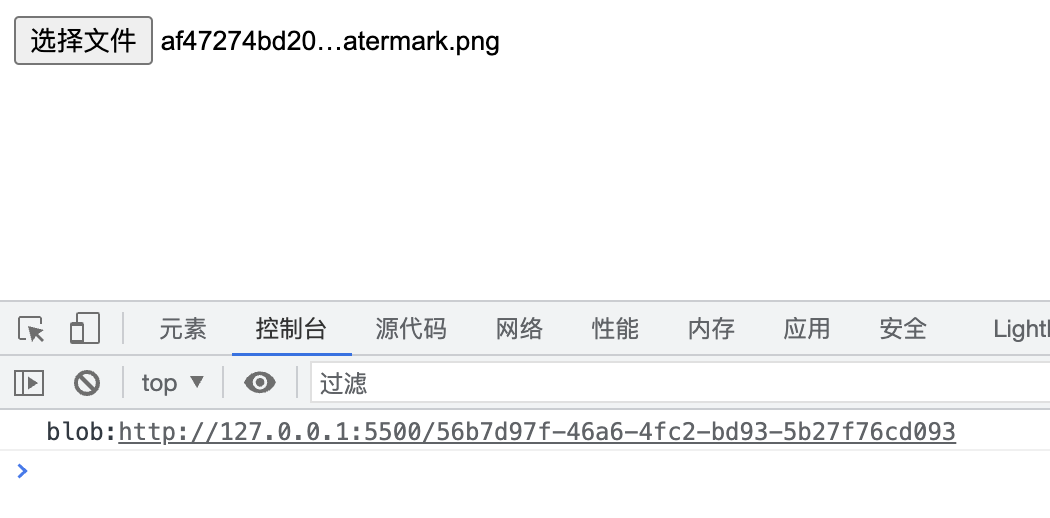 选择文件 af47274bd20…atermark.png
元素 控制台 源代码 网络 性能 内存 应用 安全 Lighth
top ▼ 过滤
blob:http://127.0.0.1:5500/56b7d97f-46a6-4fc2-bd93-5b27f76cd093
>